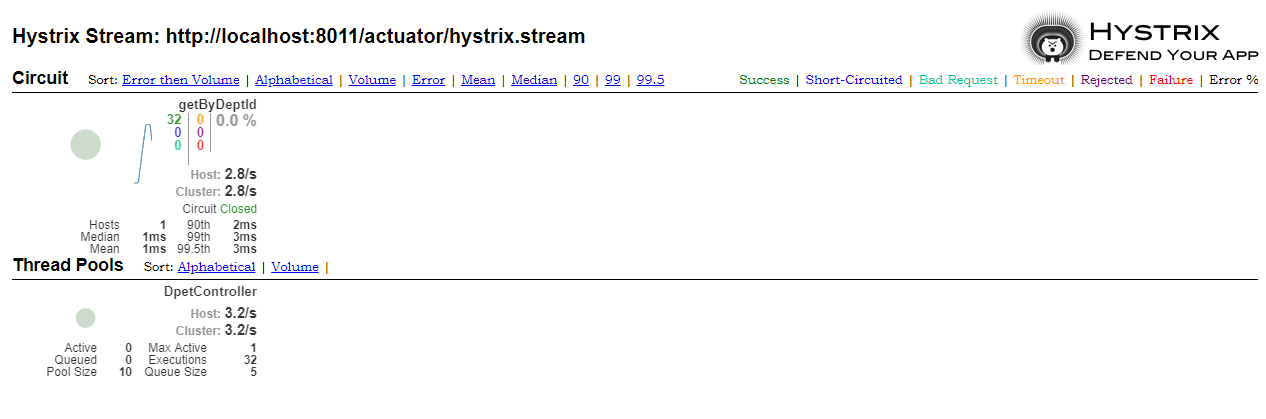 Hystrix Stream: http://localhost:8011/actuator/hystrix.stream
HYSTRIX
DEFEND YOUR APP
Circuit Sort: Error then Volume | Alphabetical | Volume | Error | Mean | Median | 90 | 99 | 99.5
Success | Short-Circuited | Bad Request | Timeout | Rejected | Failure | Error %
getByDeptId
32 0 0.0 %
0 0
0 0
Host: 2.8/s
Cluster: 2.8/s
Circuit Closed
Hosts 1 90th 2ms
Median 1ms 99th 3ms
Mean 1ms 99.5th 3ms
Thread Pools Sort: Alphabetical | Volume |
DpetController
Host: 3.2/s
Cluster: 3.2/s
Active 0 Max Active 1
Queued 0 Executions 32
Pool Size 10 Queue Size 5